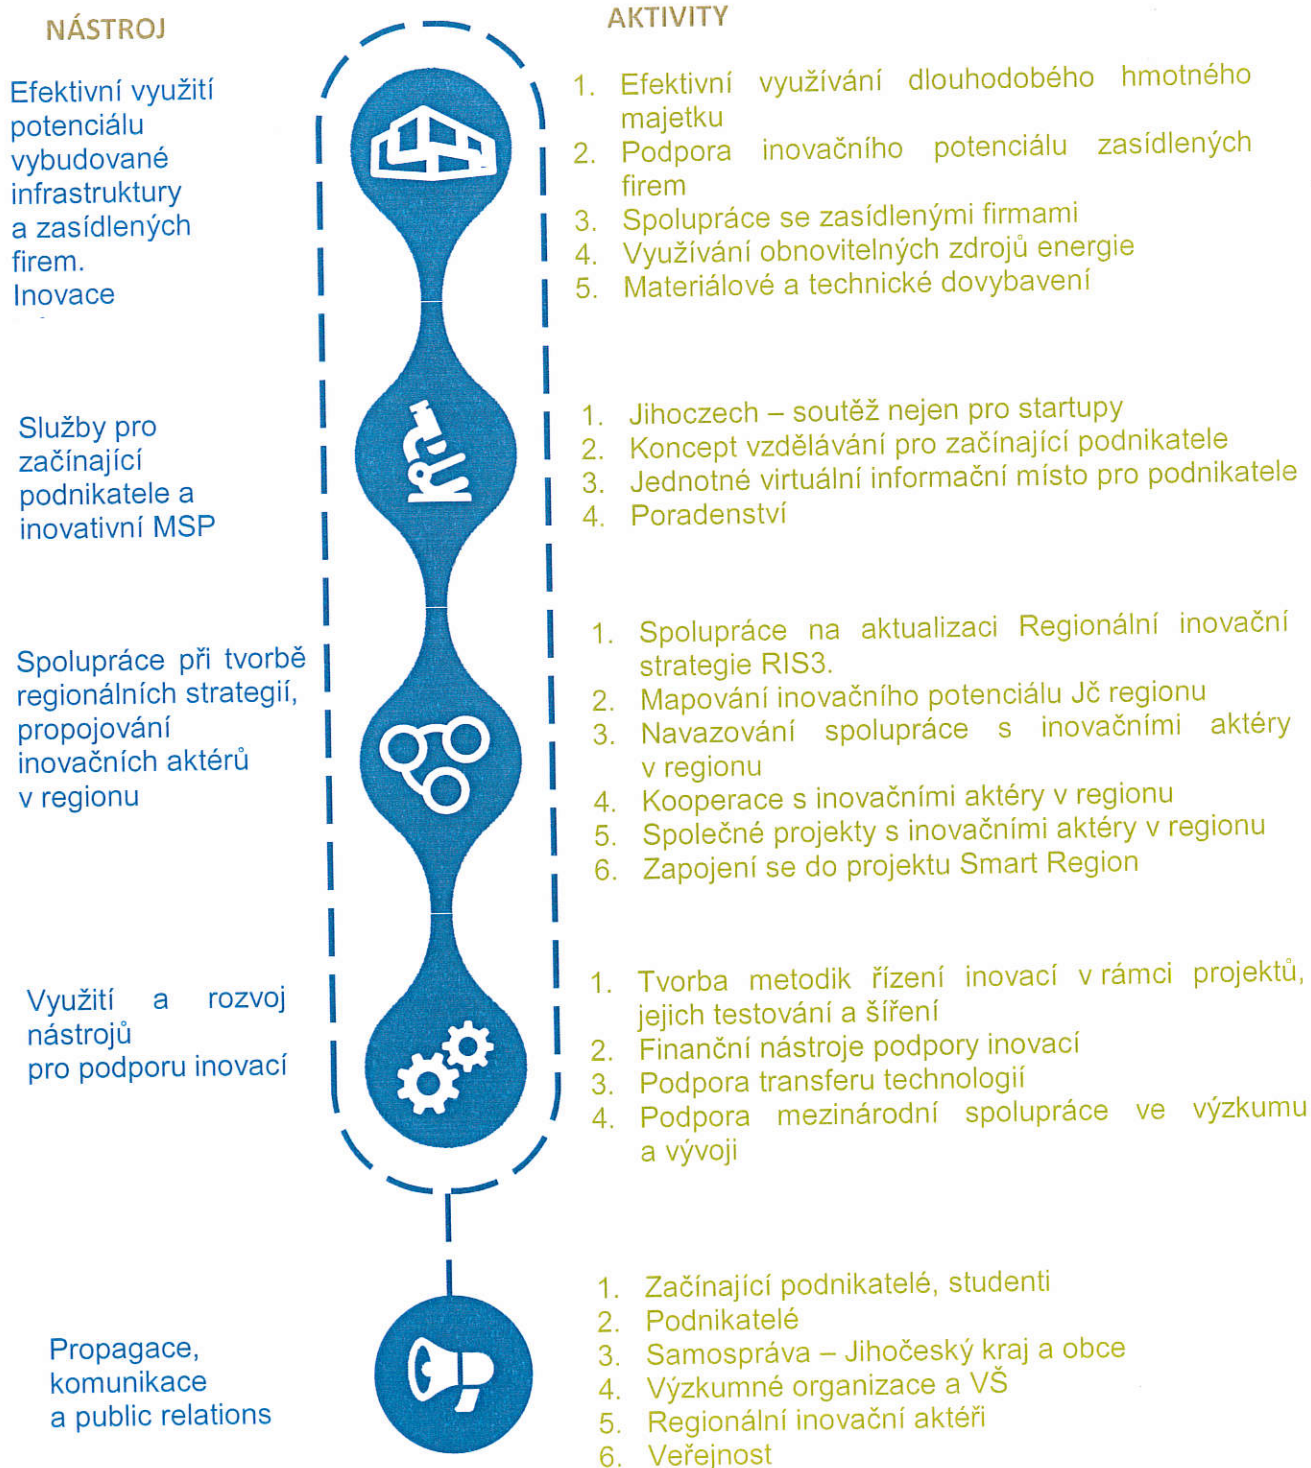 NÁSTROJ
AKTIVITY
Efektivní využití
potenciálu
vybudované
infrastruktury
a zasídlených
firem.
Inovace
1. Efektivní využívání dlouhodobého hmotného
majetku
2. Podpora inovačního potenciálu zasídlených
firem
3. Spolupráce se zasídlenými firmami
4. Využívání obnovitelných zdrojů energie
5. Materiálové a technické dovybavení
Služby pro
začínající
podnikatele a
inovativní MSP
1. Jihoczech – soutěž nejen pro startupy
2. Koncept vzdělávání pro začínající podnikatele
3. Jednotné virtuální informační místo pro podnikatele
4. Poradenství
Spolupráce při tvorbě
regionálních strategií,
propojování
inovačních aktérů
v regionu
1. Spolupráce na aktualizaci Regionální inovační
strategie RIS3.
2. Mapování inovačního potenciálu Jč regionu
3. Navazování spolupráce s inovačními aktéry
v regionu
4. Kooperace s inovačními aktéry v regionu
5. Společné projekty s inovačními aktéry v regionu
6. Zapojení se do projektu Smart Region
Využití a rozvoj
nástrojů
pro podporu inovací
1. Tvorba metodik řízení inovací v rámci projektů,
jejich testování a šíření
2. Finanční nástroje podpory inovací
3. Podpora transferu technologií
4. Podpora mezinárodní spolupráce ve výzkumu
a vývoji
Propagace,
komunikace
a public relations
1. Začínající podnikatelé, studenti
2. Podnikatelé
3. Samospráva – Jihočeský kraj a obce
4. Výzkumné organizace a VŠ
5. Regionální inovační aktéři
6. Veřejnost